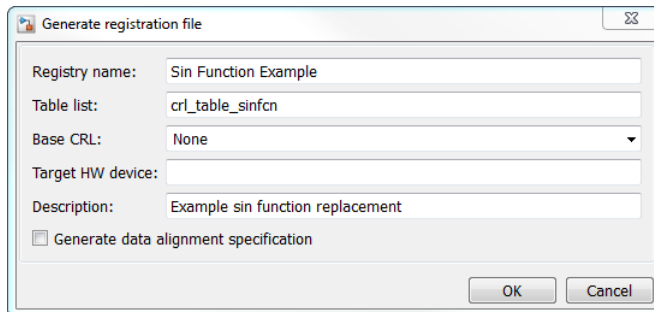 Generate registration file
Registry name: Sin Function Example
Table list: crl_table_sinfcn
Base CRL: None
Target HW device:
Description: Example sin function replacement
Generate data alignment specification
OK Cancel